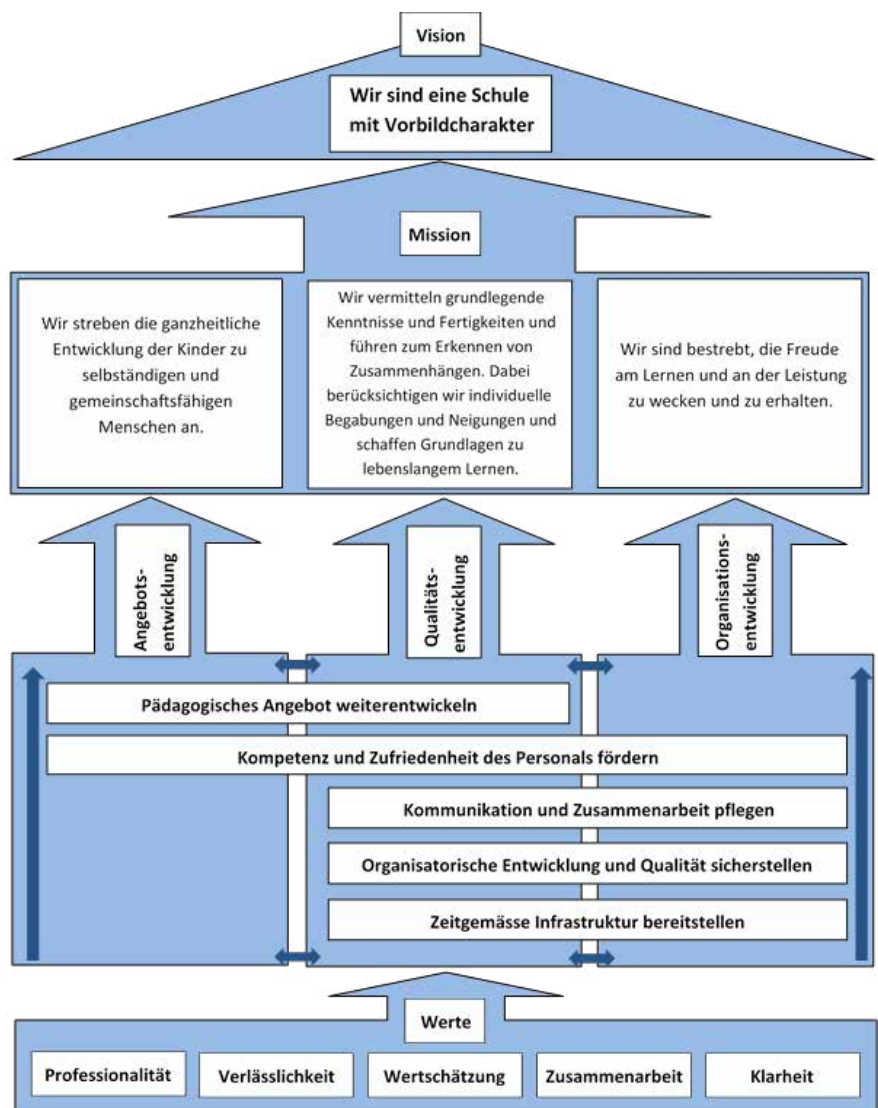 Vision
Wir sind eine Schule
mit Vorbildcharakter
Mission
Wir streben die ganzheitliche
Entwicklung der Kinder zu
selbständigen und
gemeinschaftsfähigen
Menschen an.
Wir vermitteln grundlegende
Kenntnisse und Fertigkeiten und
führen zum Erkennen von
Zusammenhängen. Dabei
berücksichtigen wir individuelle
Begabungen und Neigungen und
schaffen Grundlagen zu
lebenslangem Lernen.
Wir sind bestrebt, die Freude
am Lernen und an der Leistung
zu wecken und zu erhalten.
Angebots-
entwicklung
Qualitäts-
entwicklung
Organisations-
entwicklung
Pädagogisches Angebot weiterentwickeln
Kompetenz und Zufriedenheit des Personals fördern
Kommunikation und Zusammenarbeit pflegen
Organisatorische Entwicklung und Qualität sicherstellen
Zeitgemässe Infrastruktur bereitstellen
Werte
Professionalität
Verlässlichkeit
Wertschätzung
Zusammenarbeit
Klarheit